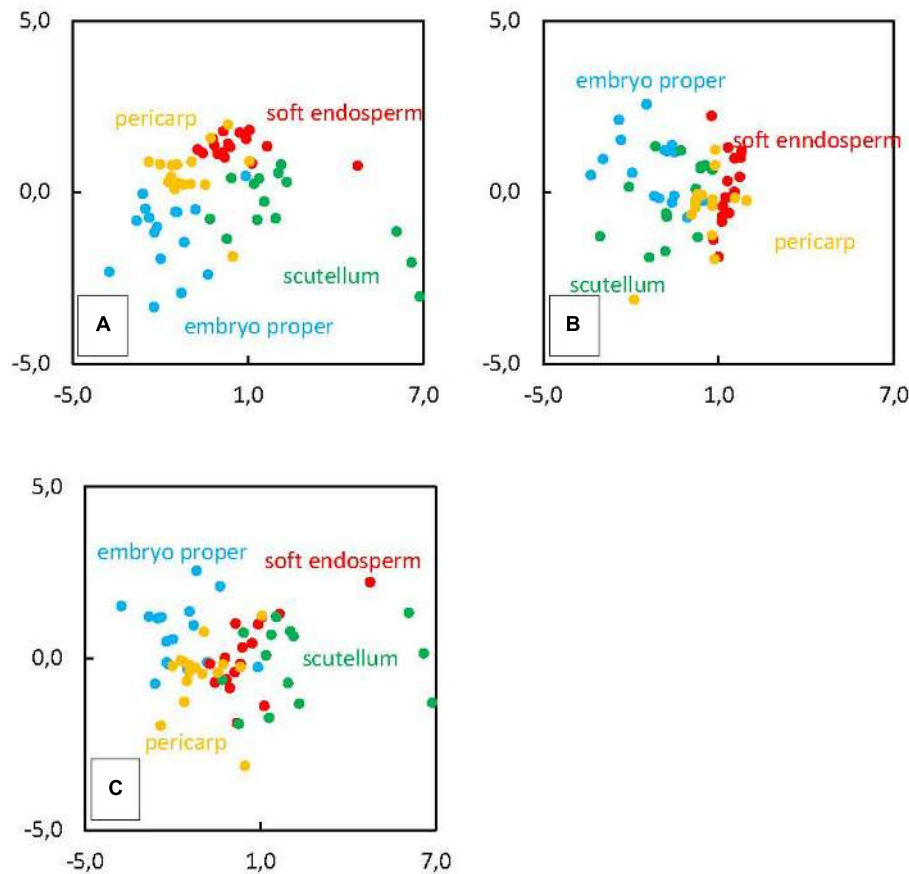 5,0
pericarp
soft endosperm
0,0
scutellum
A
embryo proper
-5,0
-5,0
1,0
7,0
5,0
embryo proper
soft enndosperm
0,0
pericarp
scutellum
B
-5,0
-5,0
1,0
7,0
5,0
embryo proper
soft endosperm
0,0
scutellum
pericarp
C
-5,0
-5,0
1,0
7,0